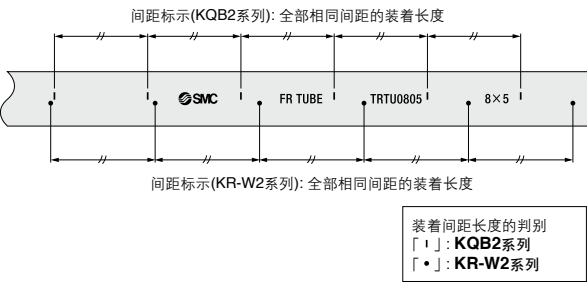 间距标示(KQB2系列): 全部相同间距的装着长度
SMC FR TUBE TRTU0805 8×5
间距标示(KR-W2系列): 全部相同间距的装着长度
装着间距长度的判别
「 ╹ 」: KQB2系列
「 • 」: KR-W2系列